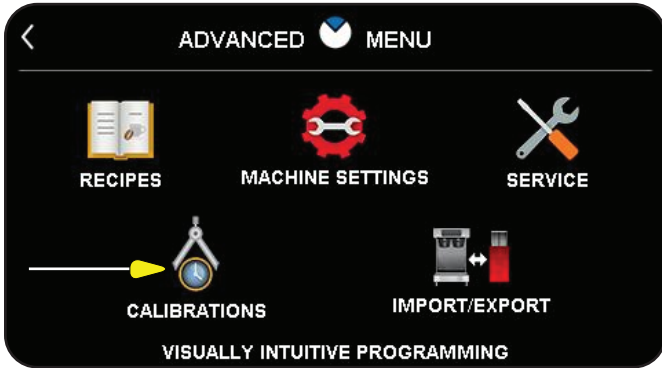 ADVANCED MENU
RECIPES
MACHINE SETTINGS
SERVICE
CALIBRATIONS
IMPORT/EXPORT
VISUALLY INTUITIVE PROGRAMMING